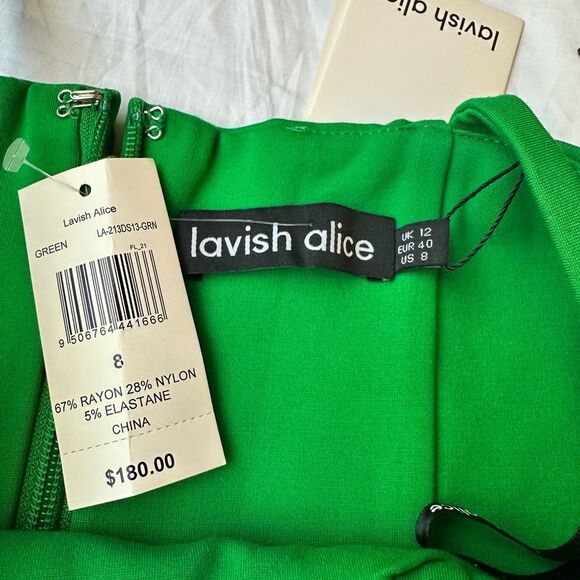 lavish alice
Lavish Alice
LA-213DS13-GRN
GREEN
FL_21
9 506764 441666
8
67% RAYON 28% NYLON
5% ELASTANE
CHINA
$180.00
lavish alice
UK 12
EUR 40
US 8